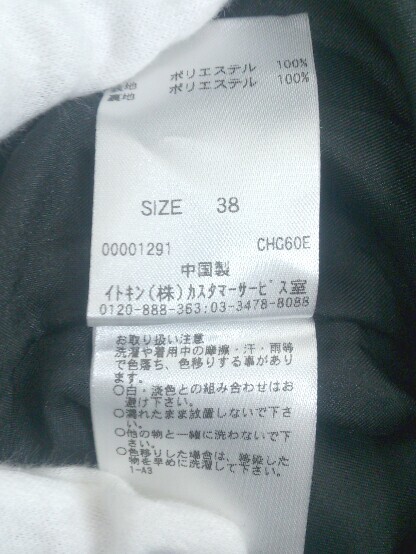 表地 ポリエステル 100%
裏地 ポリエステル 100%
SIZE 38
00001291 CHG60E
中国製
イトキン(株)カスタマーサービス室
0120-888-363:03-3478-8088
お取り扱い注意
洗濯や着用中の摩擦・汗・雨等
で色落ち、色移りする事があり
ます。
○白・淡色との組み合わせはお
避け下さい。
○濡れたまま放置しないで下さ
い。
○他の物と一緒に洗わないで下
さい。
○色移りした場合は、移染した
物を早めに洗濯して下さい。
1-A3